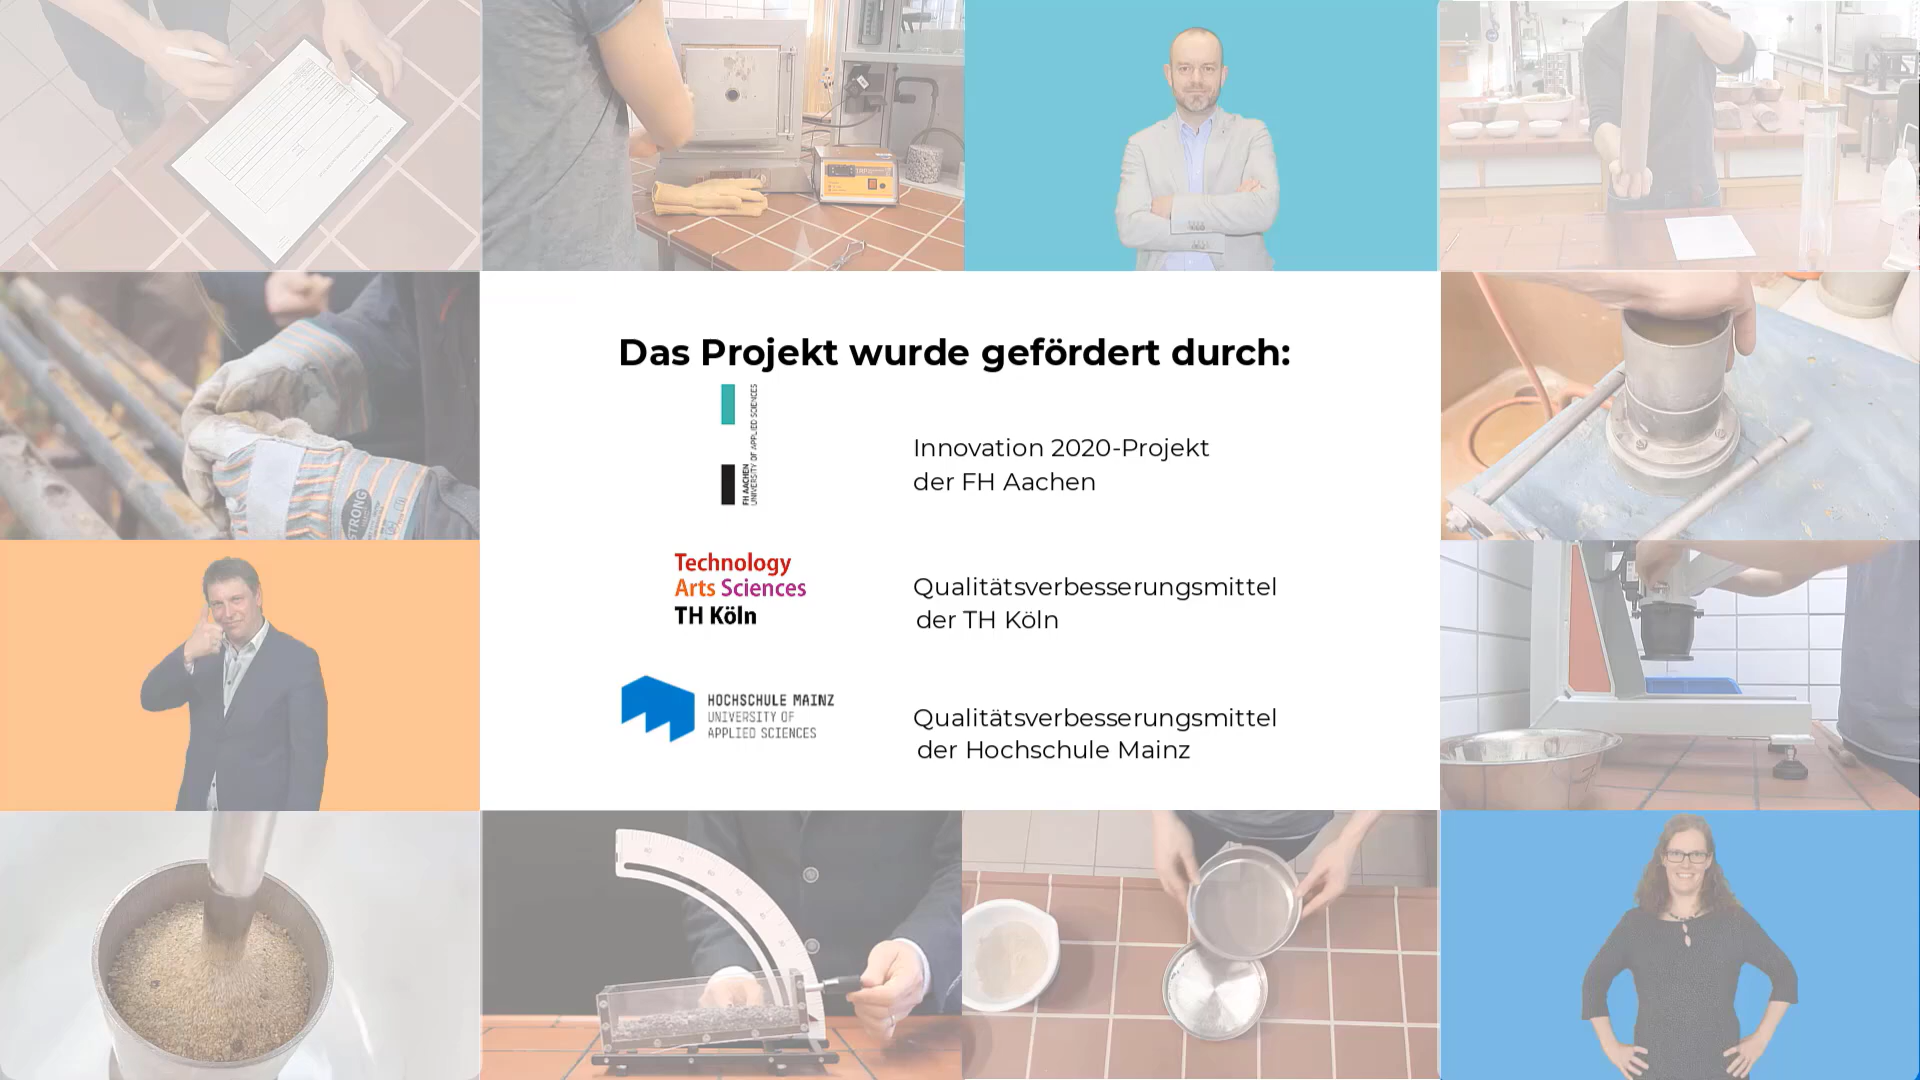 Das Projekt wurde gefördert durch:
FH AACHEN
UNIVERSITY OF APPLIED SCIENCES
Innovation 2020-Projekt
der FH Aachen
Technology
Arts Sciences
TH Köln
Qualitätsverbesserungsmittel
der TH Köln
HOCHSCHULE MAINZ
UNIVERSITY OF
APPLIED SCIENCES
Qualitätsverbesserungsmittel
der Hochschule Mainz
STRONG